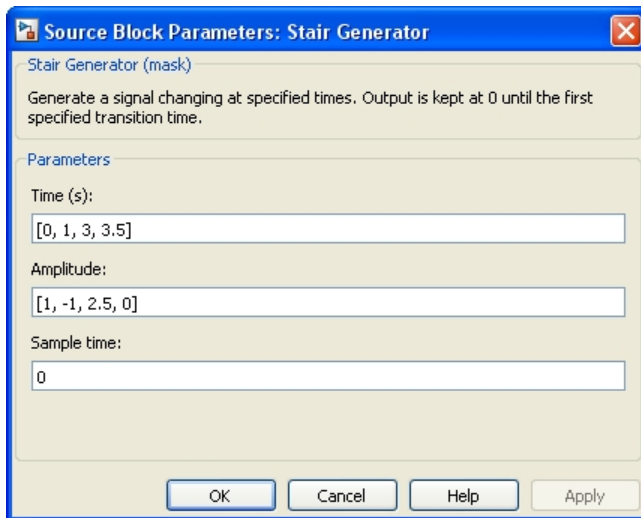 Source Block Parameters: Stair Generator
Stair Generator (mask)
Generate a signal changing at specified times. Output is kept at 0 until the first
specified transition time.
Parameters
Time (s):
[0, 1, 3, 3.5]
Amplitude:
[1, -1, 2.5, 0]
Sample time:
0
OK Cancel Help Apply